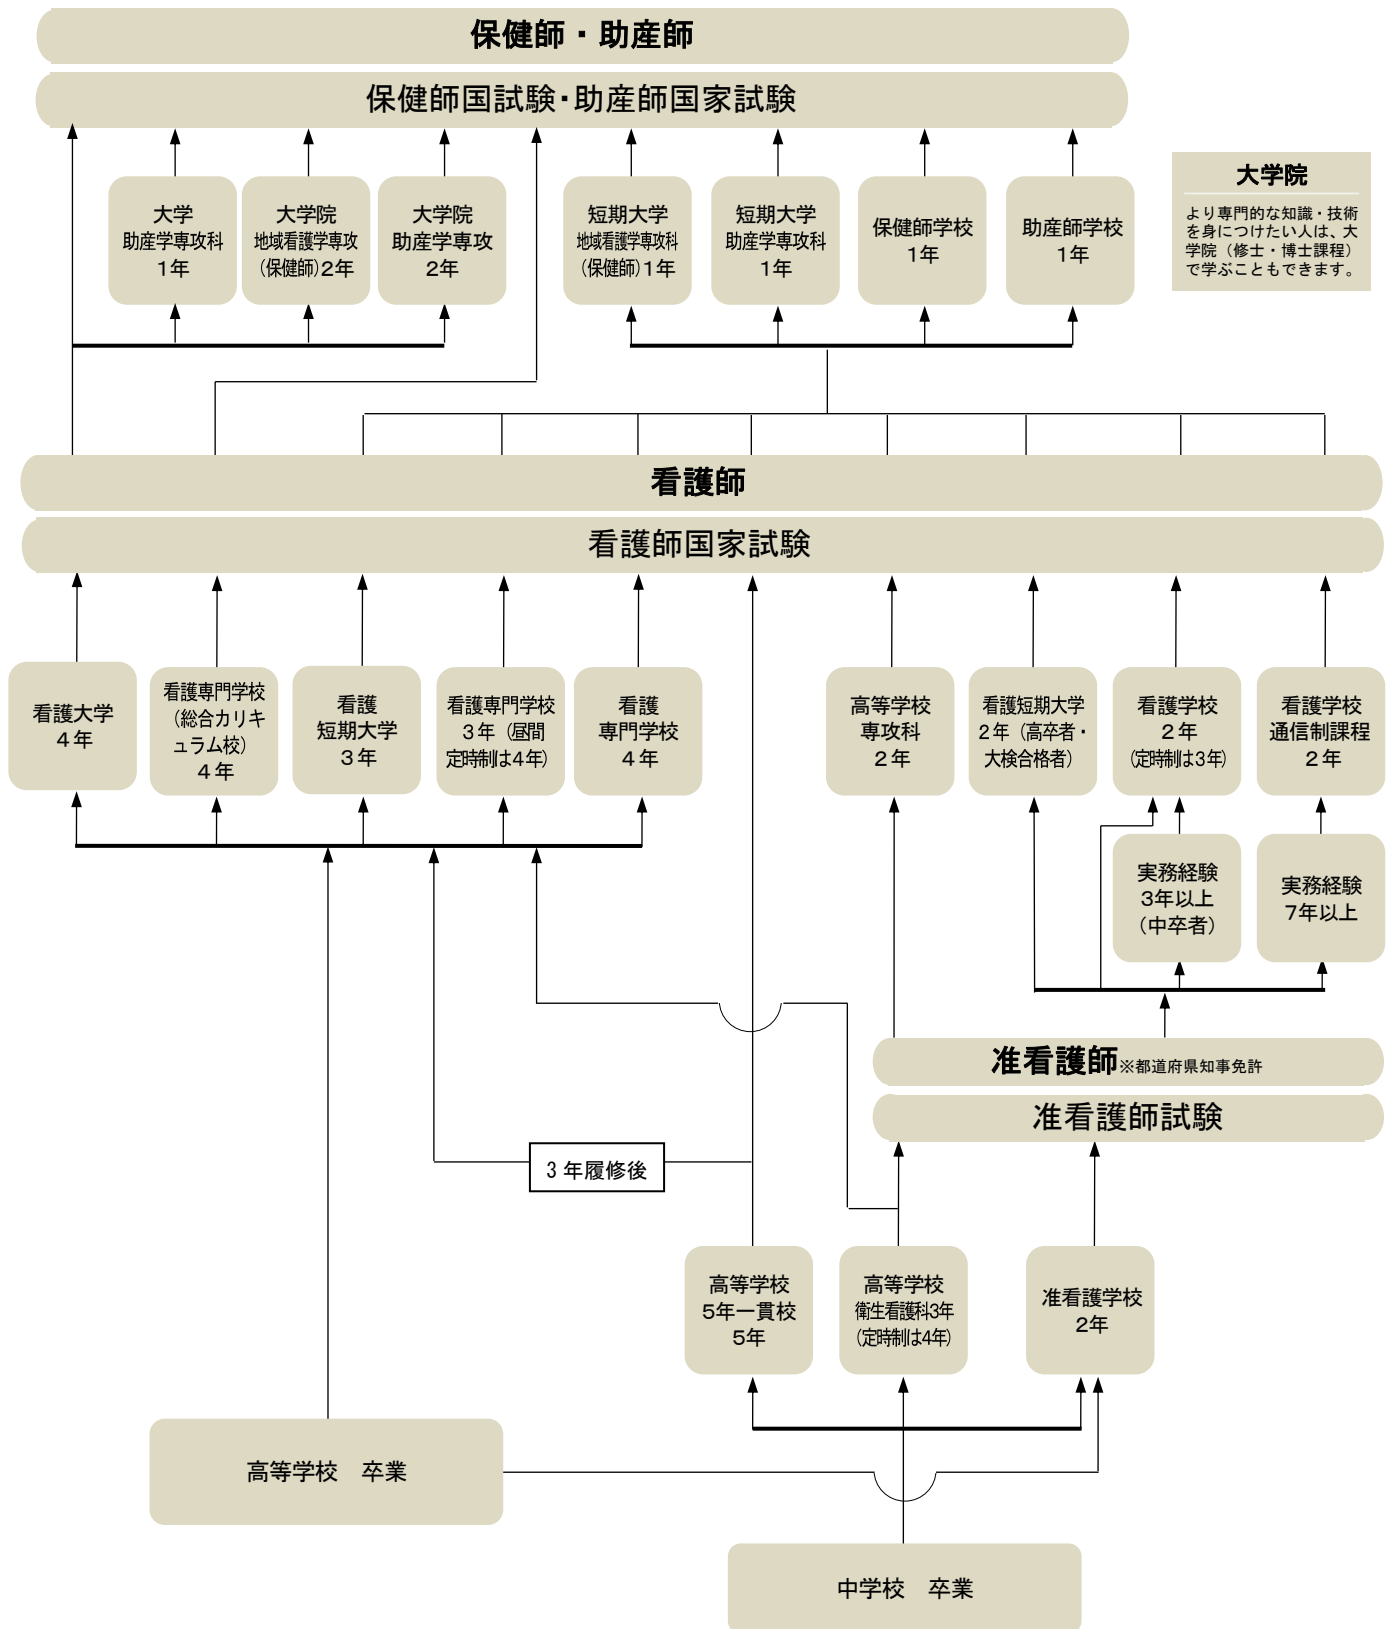 保健師・助産師
保健師国試験・助産師国家試験
大学
助産学専攻科
1年
大学院
地域看護学専攻
（保健師）2年
大学院
助産学専攻
2年
短期大学
地域看護学専攻科
（保健師）1年
短期大学
助産学専攻科
1年
保健師学校
1年
助産師学校
1年
大学院
より専門的な知識・技術
を身につけたい人は、大
学院（修士・博士課程）
で学ぶこともできます。
看護師
看護師国家試験
看護大学
４年
看護専門学校
（総合カリキ
ュラム校）
４年
看護
短期大学
３年
看護専門学校
３年（昼間
定時制は４年）
看護
専門学校
４年
高等学校
専攻科
２年
看護短期大学
２年（高卒者・
大検合格者）
看護学校
２年
（定時制は３年）
看護学校
通信制課程
２年
実務経験
3年以上
（中卒者）
実務経験
7年以上
准看護師※都道府県知事免許
准看護師試験
3 年履修後
高等学校
5年一貫校
5年
高等学校
衛生看護科3年
（定時制は4年）
准看護学校
2年
高等学校　卒業
中学校　卒業